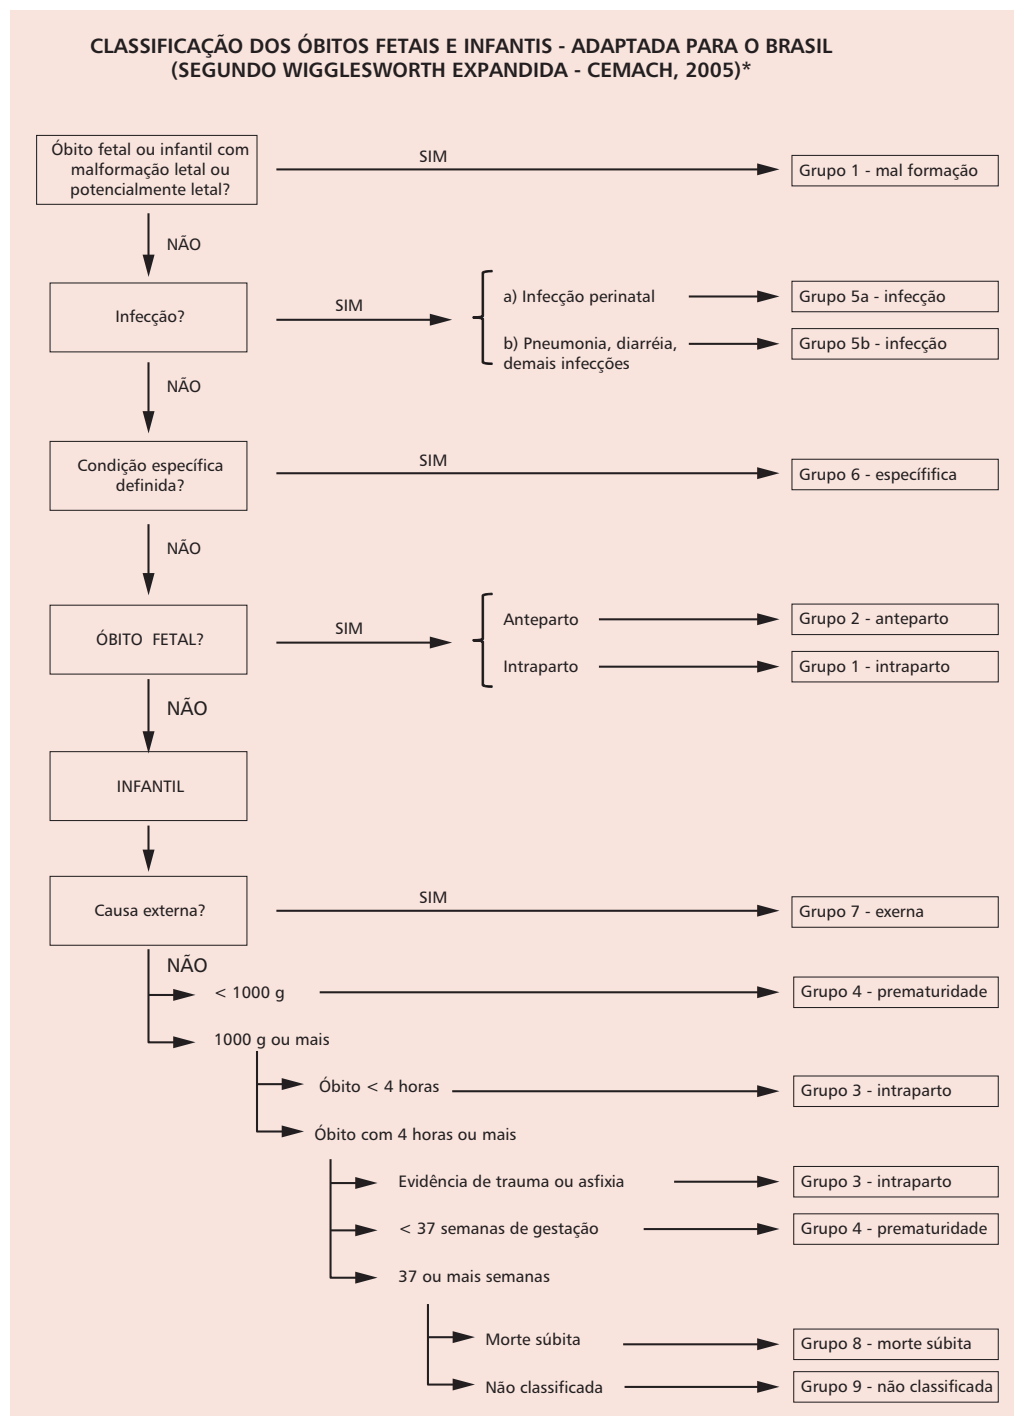 CLASSIFICAÇÃO DOS ÓBITOS FETAIS E INFANTIS - ADAPTADA PARA O BRASIL
(SEGUNDO WIGGLESWORTH EXPANDIDA - CEMACH, 2005)*
Óbito fetal ou infantil com
malformação letal ou
potencialmente letal?
SIM
Grupo 1 - mal formação
NÃO
Infecção?
SIM
a) Infecção perinatal
Grupo 5a - infecção
b) Pneumonia, diarréia,
demais infecções
Grupo 5b - infecção
NÃO
Condição específica
definida?
SIM
Grupo 6 - específifica
NÃO
ÓBITO FETAL?
SIM
Anteparto
Grupo 2 - anteparto
Intraparto
Grupo 1 - intraparto
NÃO
INFANTIL
Causa externa?
SIM
Grupo 7 - exerna
NÃO
< 1000 g
Grupo 4 - prematuridade
1000 g ou mais
Óbito < 4 horas
Grupo 3 - intraparto
Óbito com 4 horas ou mais
Evidência de trauma ou asfixia
Grupo 3 - intraparto
< 37 semanas de gestação
Grupo 4 - prematuridade
37 ou mais semanas
Morte súbita
Grupo 8 - morte súbita
Não classificada
Grupo 9 - não classificada